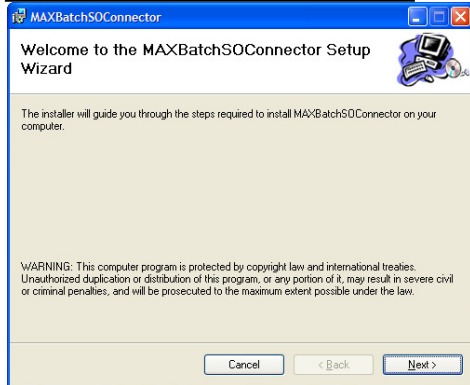 MAXBatchSOConnector
Welcome to the MAXBatchSOConnector Setup
Wizard
The installer will guide you through the steps required to install MAXBatchSOConnector on your
computer.
WARNING: This computer program is protected by copyright law and international treaties.
Unauthorized duplication or distribution of this program, or any portion of it, may result in severe civil
or criminal penalties, and will be prosecuted to the maximum extent possible under the law.
Cancel < Back Next >